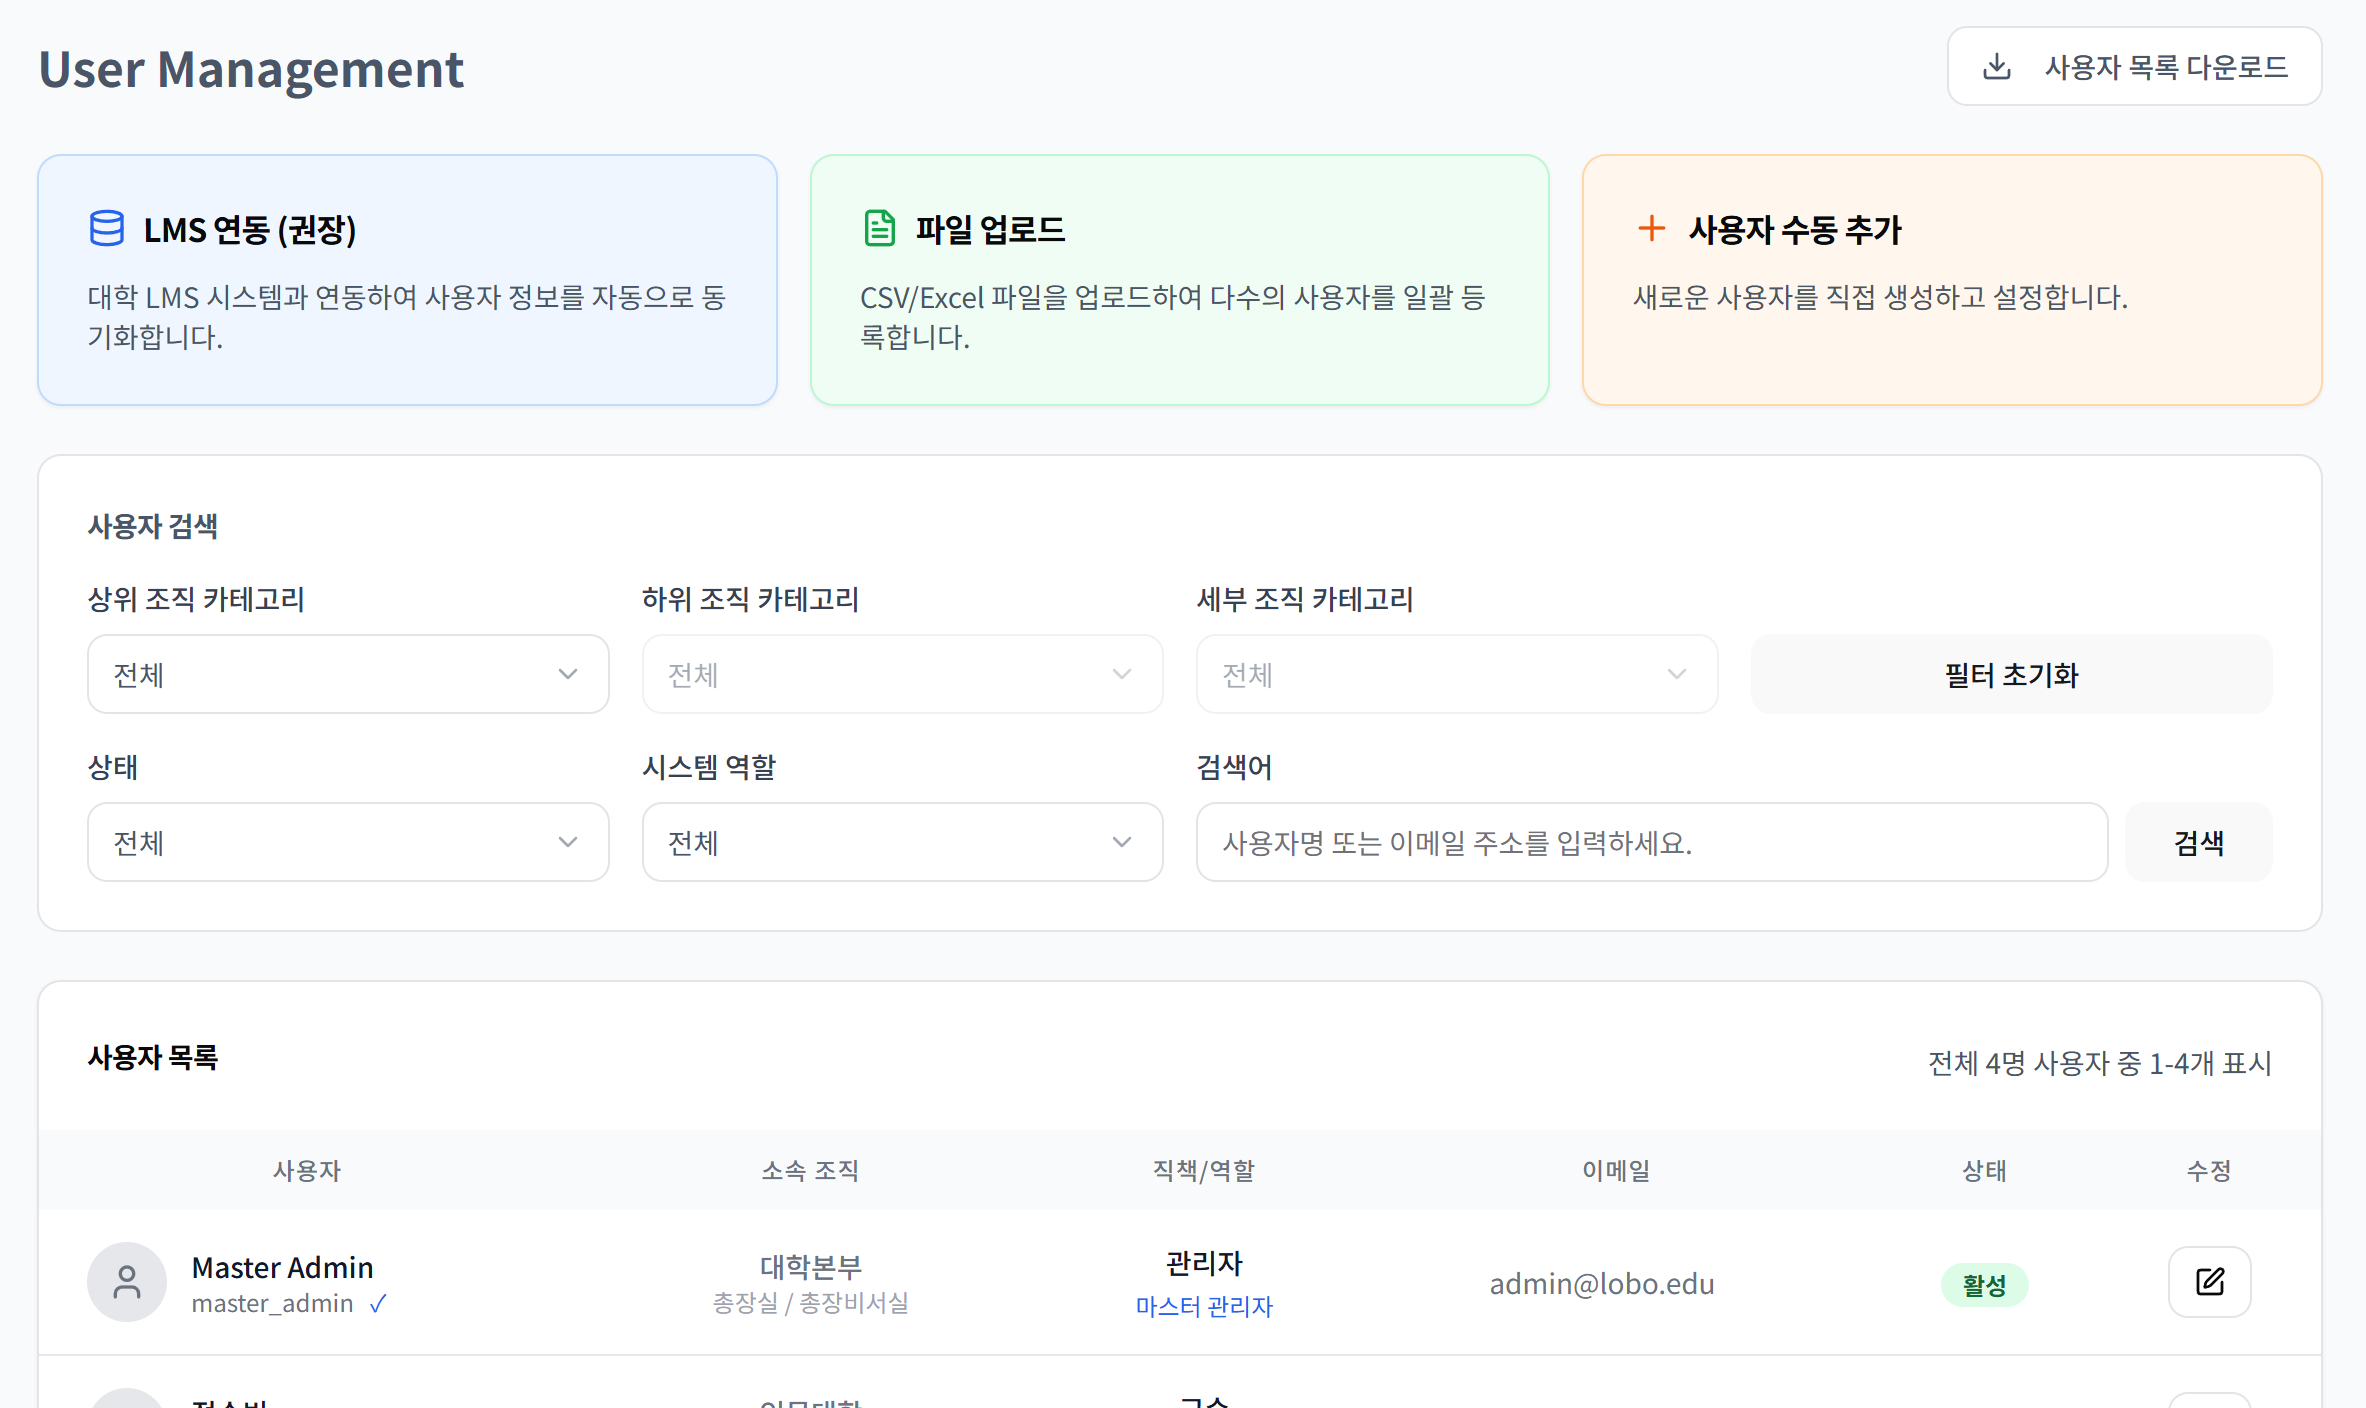 User Management
사용자 목록 다운로드
LMS 연동 (권장)
대학 LMS 시스템과 연동하여 사용자 정보를 자동으로 동
기화합니다.
파일 업로드
CSV/Excel 파일을 업로드하여 다수의 사용자를 일괄 등
록합니다.
사용자 수동 추가
새로운 사용자를 직접 생성하고 설정합니다.
사용자 검색
상위 조직 카테고리
하위 조직 카테고리
세부 조직 카테고리
전체
전체
전체
필터 초기화
상태
시스템 역할
검색어
전체
전체
사용자명 또는 이메일 주소를 입력하세요.
검색
사용자 목록
전체 4명 사용자 중 1-4개 표시
사용자
소속 조직
직책/역할
이메일
상태
수정
Master Admin
master_admin ✓
대학본부
총장실 / 총장비서실
관리자
마스터 관리자
admin@lobo.edu
활성